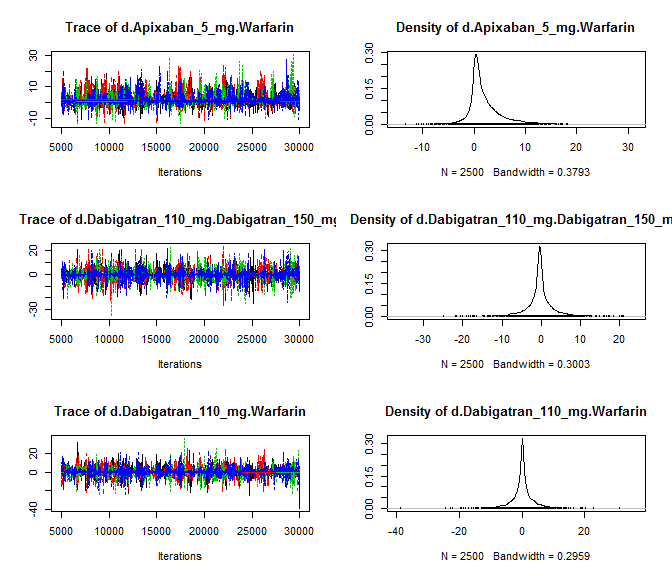 Trace of d.Apixaban_5_mg.Warfarin
Density of d.Apixaban_5_mg.Warfarin
-10 10 30
5000 10000 15000 20000 25000 30000
Iterations
0.00 0.15 0.30
-10 0 10 20 30
N = 2500 Bandwidth = 0.3793
Trace of d.Dabigatran_110_mg.Dabigatran_150_mg
Density of d.Dabigatran_110_mg.Dabigatran_150_m
-30 0 20
5000 10000 15000 20000 25000 30000
Iterations
0.00 0.15 0.30
-30 -20 -10 0 10 20
N = 2500 Bandwidth = 0.3003
Trace of d.Dabigatran_110_mg.Warfarin
Density of d.Dabigatran_110_mg.Warfarin
-40 0 20
5000 10000 15000 20000 25000 30000
Iterations
0.00 0.15 0.30
-40 -20 0 20
N = 2500 Bandwidth = 0.2959